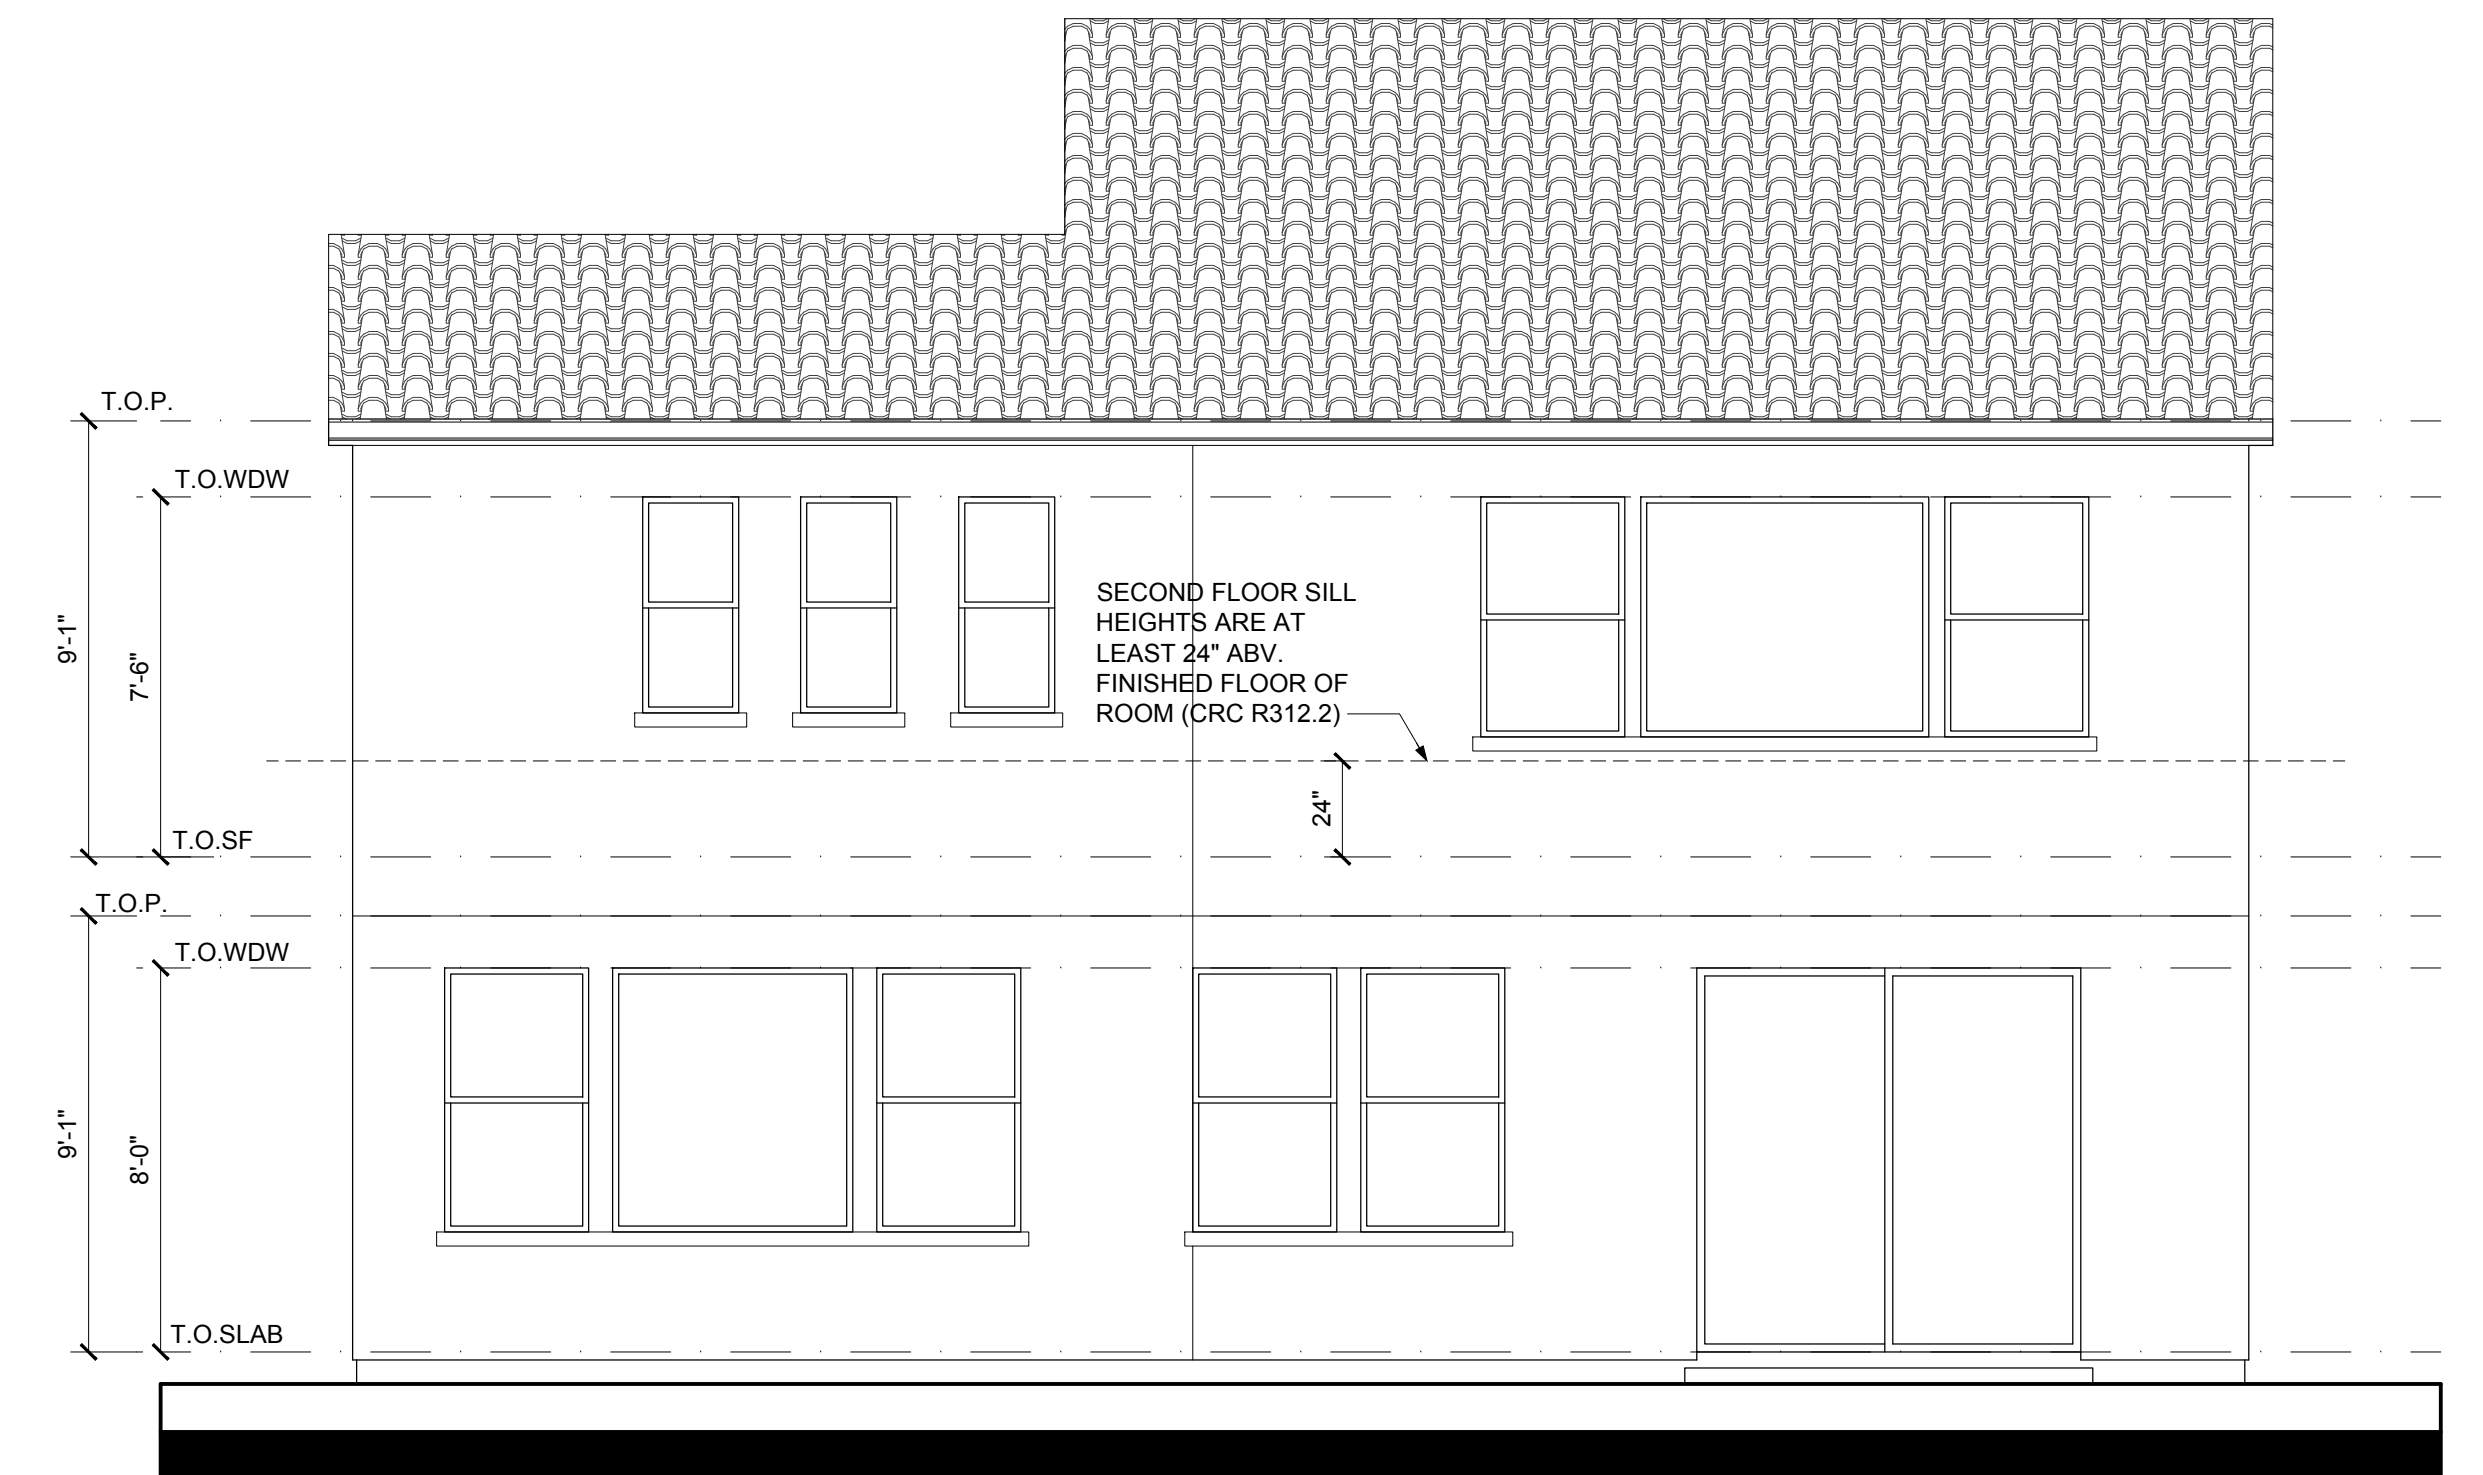 T.O.P.
T.O.WDW
SECOND FLOOR SILL
HEIGHTS ARE AT
LEAST 24" ABV.
FINISHED FLOOR OF
ROOM (CRC R312.2)
9'-1"
7'-6"
24"
T.O.SF
T.O.P.
T.O.WDW
9'-1"
8'-0"
T.O.SLAB